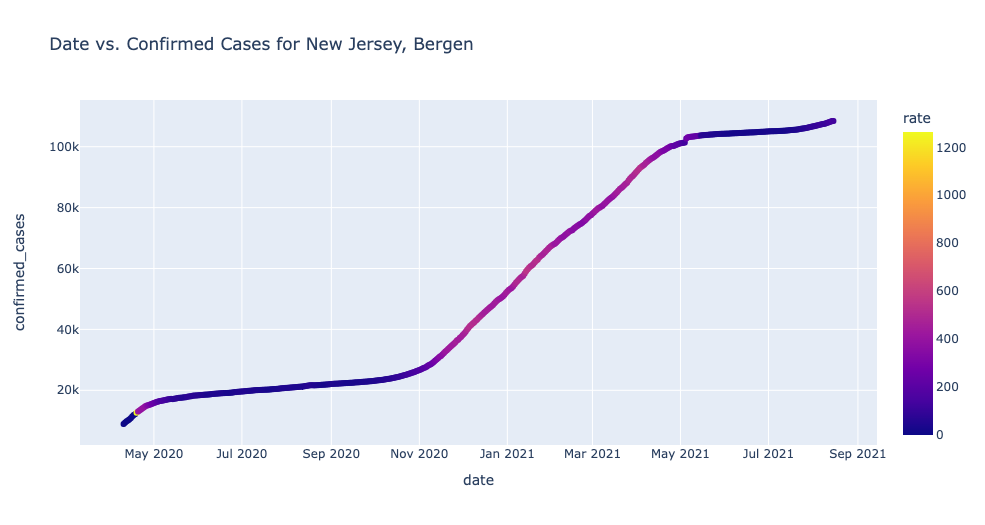 Date vs. Confirmed Cases for New Jersey, Bergen
rate
1200
1000
800
600
400
200
0
confirmed_cases
100k
80k
60k
40k
20k
May 2020 Jul 2020 Sep 2020 Nov 2020 Jan 2021 Mar 2021 May 2021 Jul 2021 Sep 2021
date